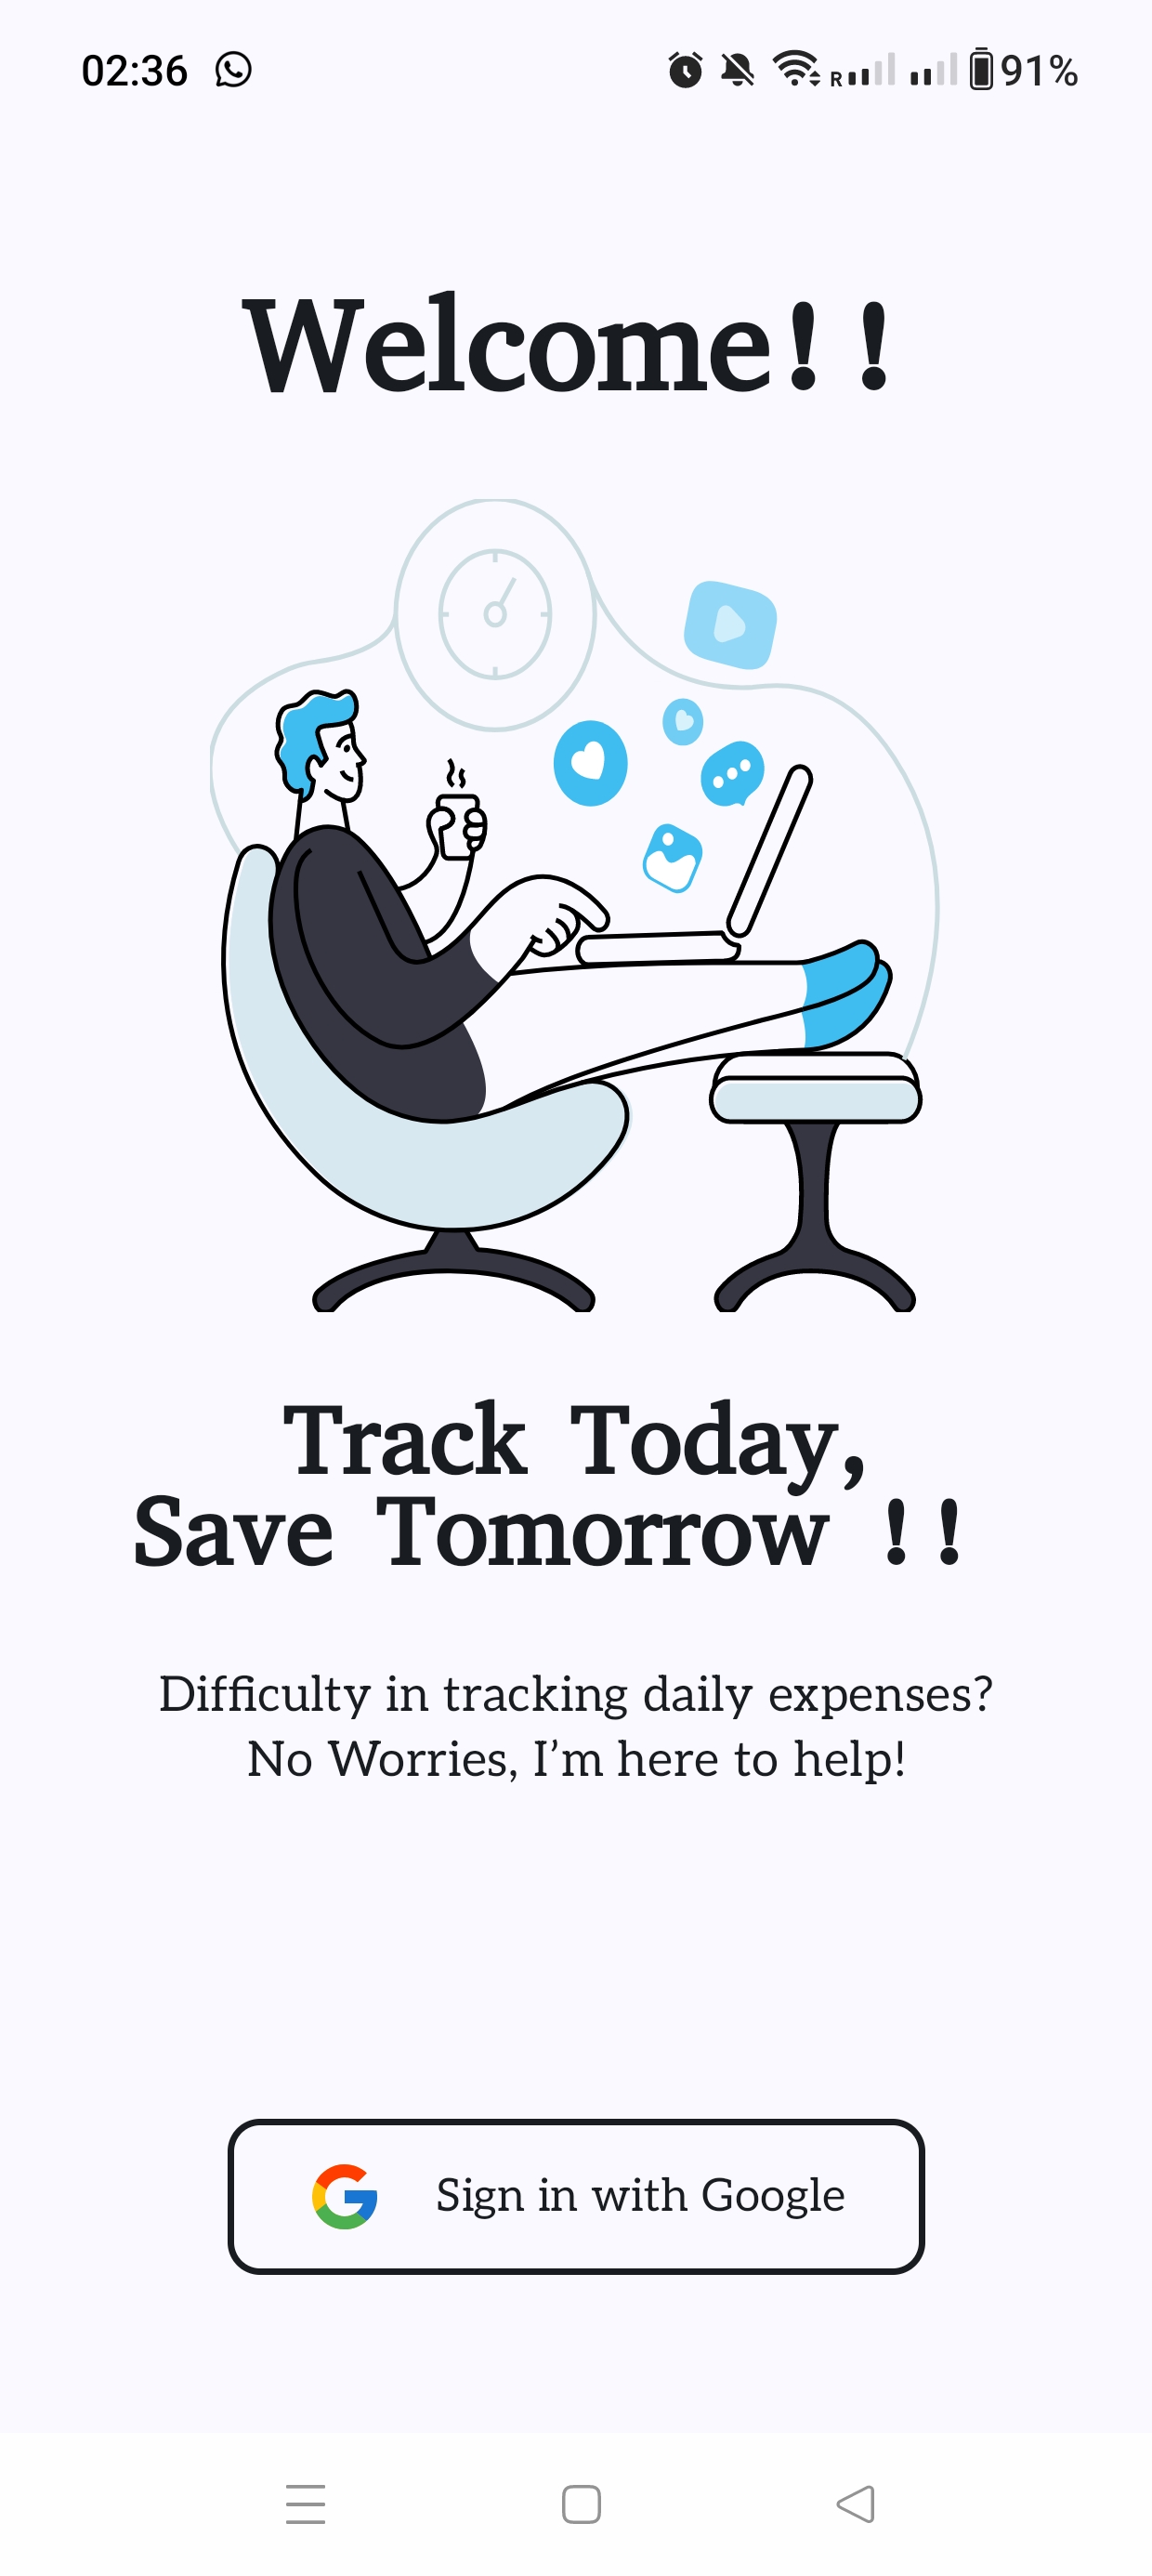 02:36
R
91%
Welcome!!
Track Today,
Save Tomorrow !!
Difficulty in tracking daily expenses?
No Worries, I’m here to help!
Sign in with Google